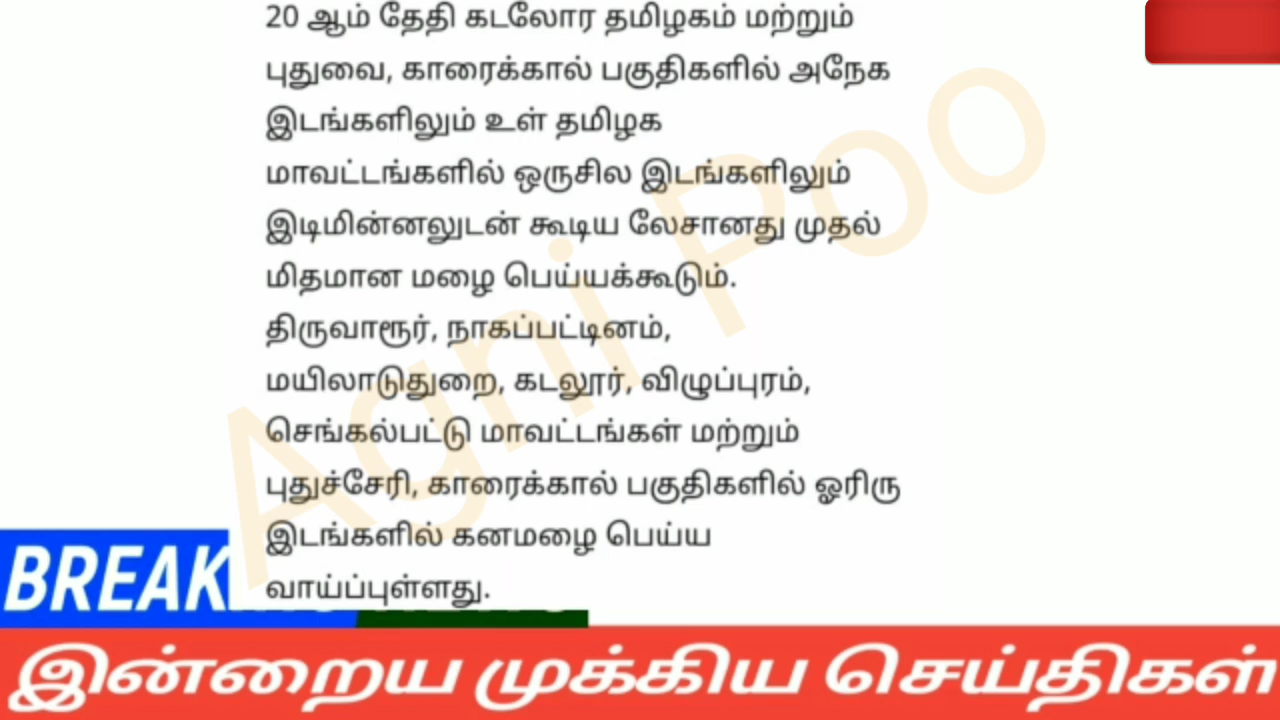 20 ஆம் தேதி கடலோர தமிழகம் மற்றும்
புதுவை, காரைக்கால் பகுதிகளில் அநேக
இடங்களிலும் உள் தமிழக
மாவட்டங்களில் ஒருசில இடங்களிலும்
இடிமின்னலுடன் கூடிய லேசானது முதல்
மிதமான மழை பெய்யக்கூடும்.
திருவாரூர், நாகப்பட்டினம்,
மயிலாடுதுறை, கடலூர், விழுப்புரம்,
செங்கல்பட்டு மாவட்டங்கள் மற்றும்
புதுச்சேரி, காரைக்கால் பகுதிகளில் ஓரிரு
இடங்களில் கனமழை பெய்ய
வாய்ப்புள்ளது.
Agni Poo
BREAK
இன்றைய முக்கிய செய்திகள்